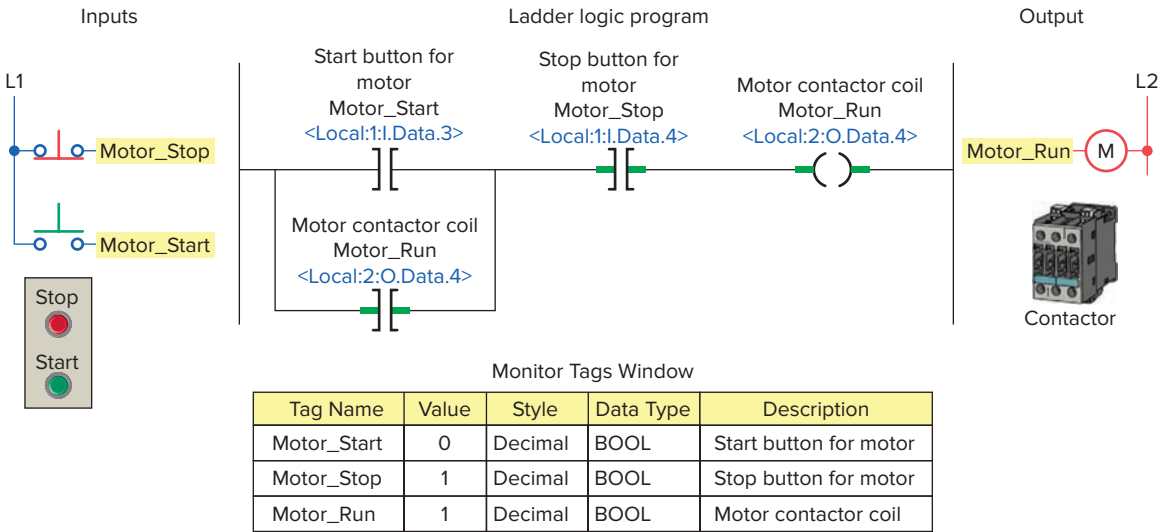 Inputs
Ladder logic program
Output
L1
Motor_Stop
Motor_Start
Stop
Start
Start button for
motor
Motor_Start
<Local:1:I.Data.3>
Stop button for
motor
Motor_Stop
<Local:1:I.Data.4>
Motor contactor coil
Motor_Run
<Local:2:O.Data.4>
Motor contactor coil
Motor_Run
<Local:2:O.Data.4>
L2
Motor_Run
M
Contactor
Monitor Tags Window
Tag Name Value Style Data Type Description
Motor_Start 0 Decimal BOOL Start button for motor
Motor_Stop 1 Decimal BOOL Stop button for motor
Motor_Run 1 Decimal BOOL Motor contactor coil